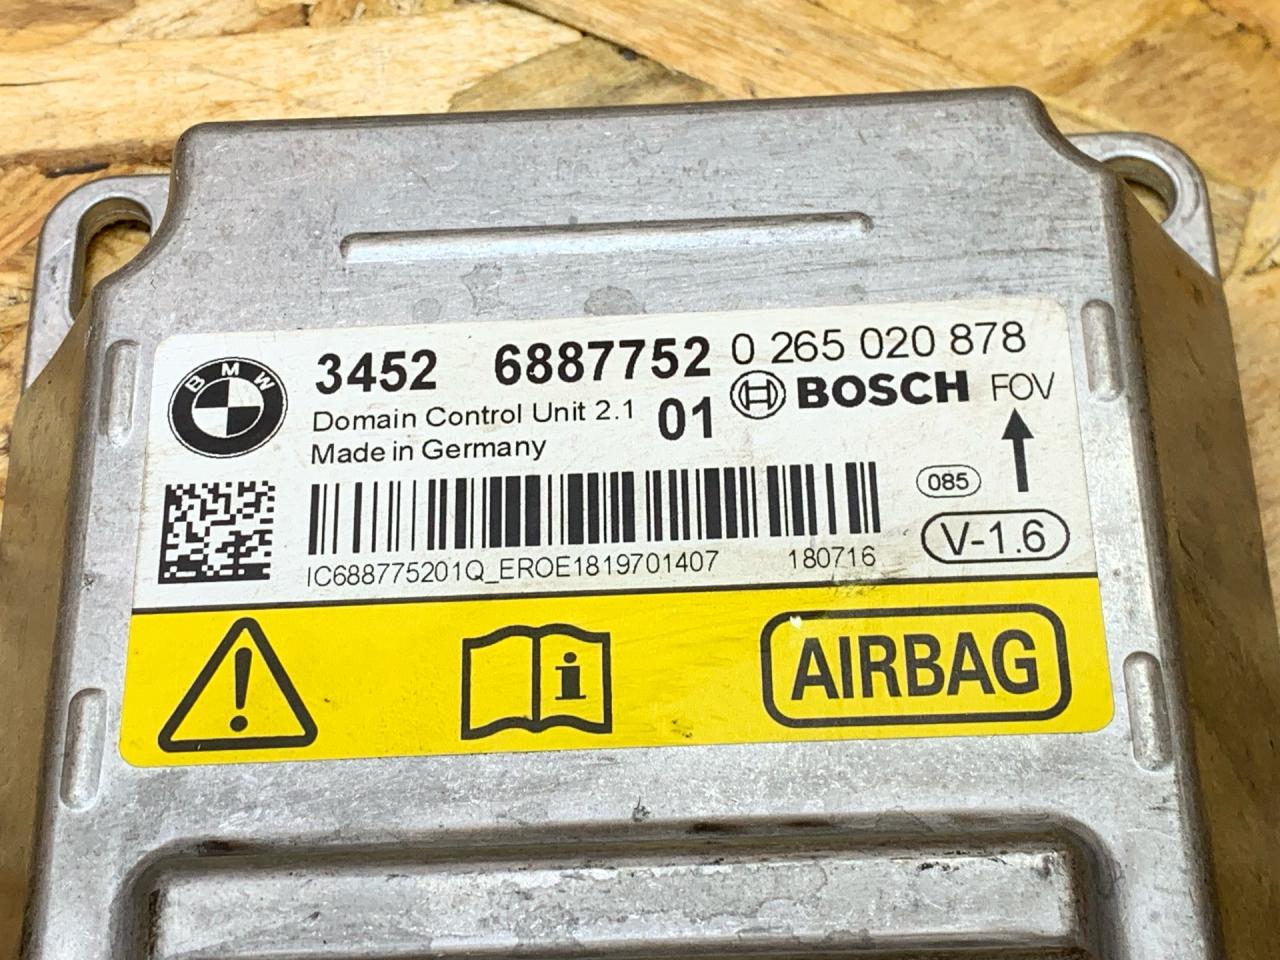 BMW
3452 6887752 0 265 020 878
Domain Control Unit 2.1 01 BOSCH FOV
Made in Germany
085
V-1.6
IC688775201Q_EROE1819701407 180716
i
AIRBAG